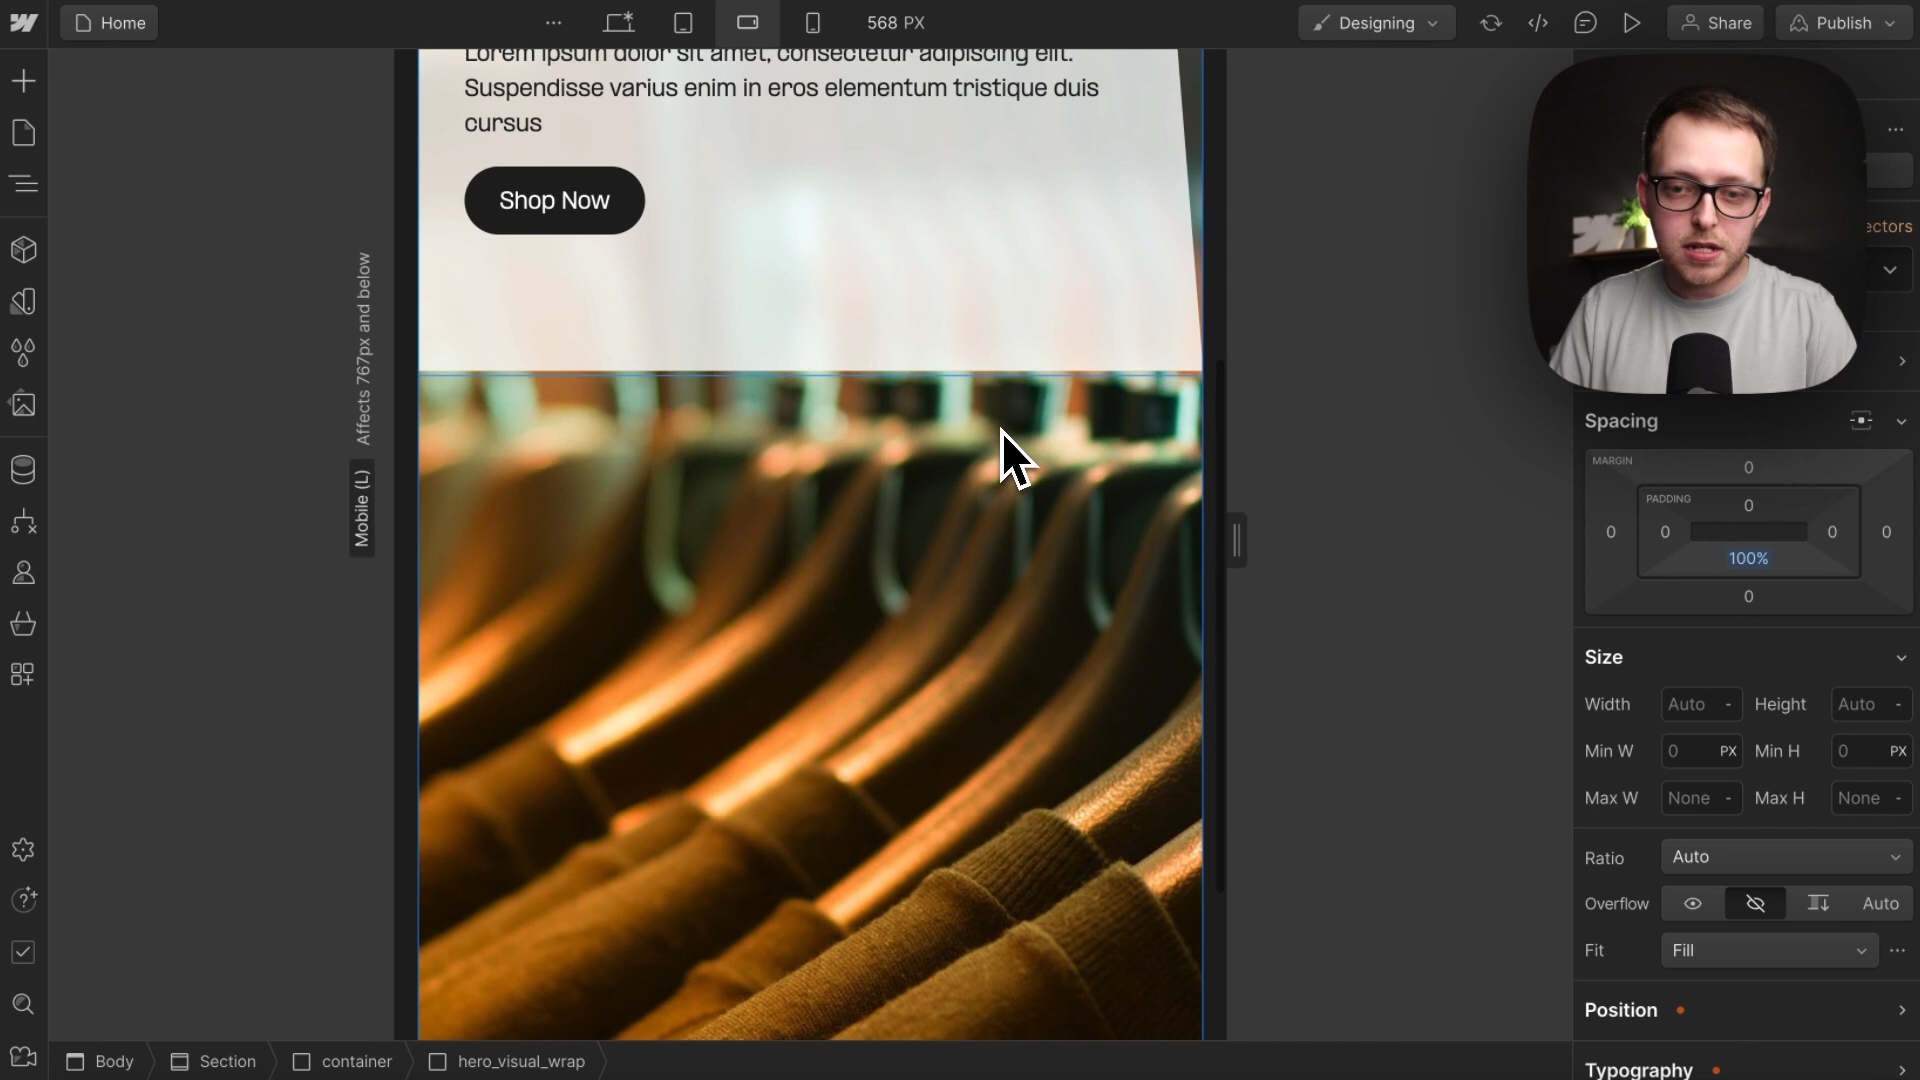 Home
568 PX
Designing
Share
Publish
Lorem ipsum dolor sit amet, consectetur adipiscing elit.
Suspendisse varius enim in eros elementum tristique duis
cursus
Shop Now
Affects 767px and below
Mobile (L)
ectors
Spacing
MARGIN
0
PADDING
0
0
0
0
0
100%
0
Size
Width
Auto
-
Height
Auto
-
Min W
0
PX
Min H
0
PX
Max W
None
-
Max H
None
-
Ratio
Auto
Overflow
Auto
Fit
Fill
Position
Typography
Body
Section
container
hero_visual_wrap